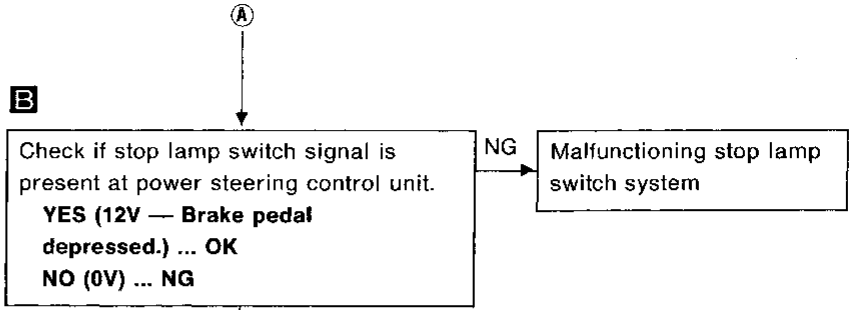 A
B
Check if stop lamp switch signal is
present at power steering control unit.
YES (12V — Brake pedal
depressed.) ... OK
NO (0V) ... NG
NG
Malfunctioning stop lamp
switch system